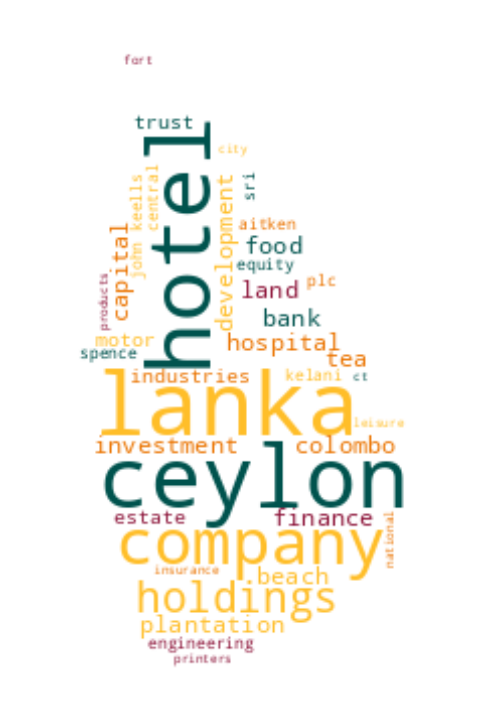 fort
trust
hotel
city
central
john keells
sri
development
aitken
capital
food
equity
products
land
plc
bank
motor
hospital
spence
tea
industries
kelani
ct
lanka
leisure
investment
colombo
ceylon
estate
finance
national
company
insurance
beach
holdings
plantation
engineering
printers